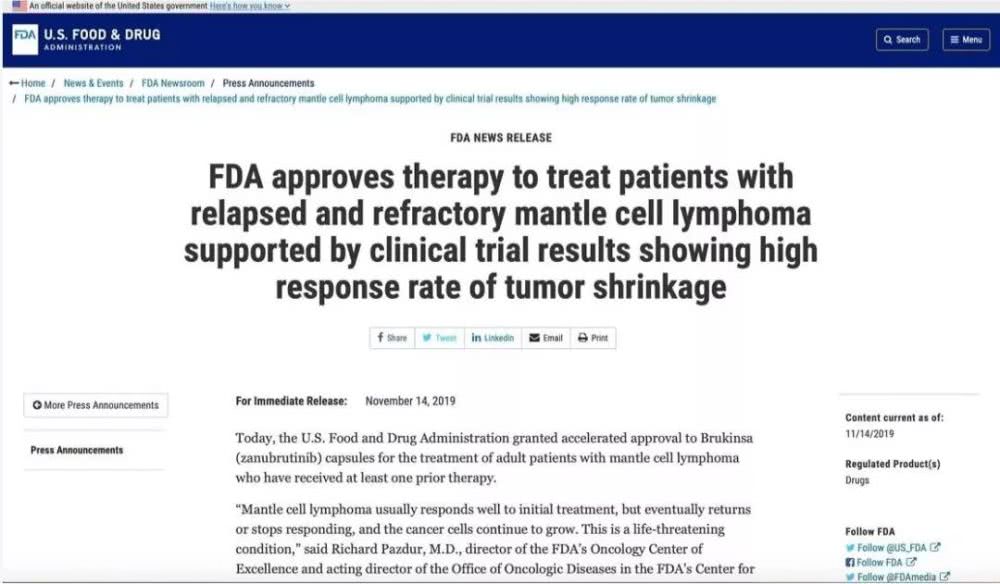 An official website of the United States government Here's how you know
FDA U.S. FOOD & DRUG
ADMINISTRATION
Search
Menu
Home / News & Events / FDA Newsroom / Press Announcements
/ FDA approves therapy to treat patients with relapsed and refractory mantle cell lymphoma supported by clinical trial results showing high response rate of tumor shrinkage
FDA NEWS RELEASE
FDA approves therapy to treat patients with
relapsed and refractory mantle cell lymphoma
supported by clinical trial results showing high
response rate of tumor shrinkage
Share
Tweet
in Linkedin
Email
Print
More Press Announcements
Press Announcements
For Immediate Release: November 14, 2019
Today, the U.S. Food and Drug Administration granted accelerated approval to Brukinsa
(zanubrutinib) capsules for the treatment of adult patients with mantle cell lymphoma
who have received at least one prior therapy.
“Mantle cell lymphoma usually responds well to initial treatment, but eventually returns
or stops responding, and the cancer cells continue to grow. This is a life-threatening
condition,” said Richard Pazdur, M.D., director of the FDA’s Oncology Center of
Excellence and acting director of the Office of Oncologic Diseases in the FDA’s Center for
Content current as of:
11/14/2019
Regulated Product(s)
Drugs
Follow FDA
Follow @US_FDA
Follow FDA
Follow @FDAmedia